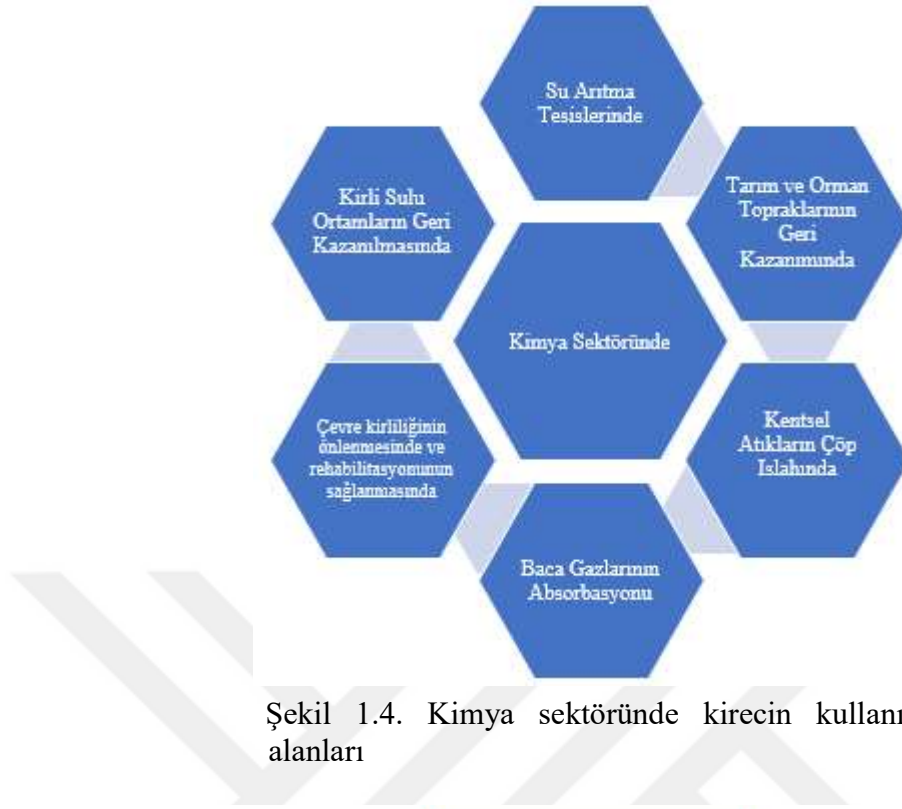 Su Arıtma
Tesislerinde
Tarım ve Orman
Topraklarının
Geri
Kazanımında
Kentsel
Atıkların Çöp
Islahında
Baca Gazlarının
Absorbasyonu
Çevre kirliliğinin
önlenmesinde ve
rehabilitasyonunun
sağlanmasında
Kirli Sulu
Ortamların Geri
Kazanılmasında
Kimya Sektöründe
Şekil 1.4. Kimya sektöründe kirecin
alanları